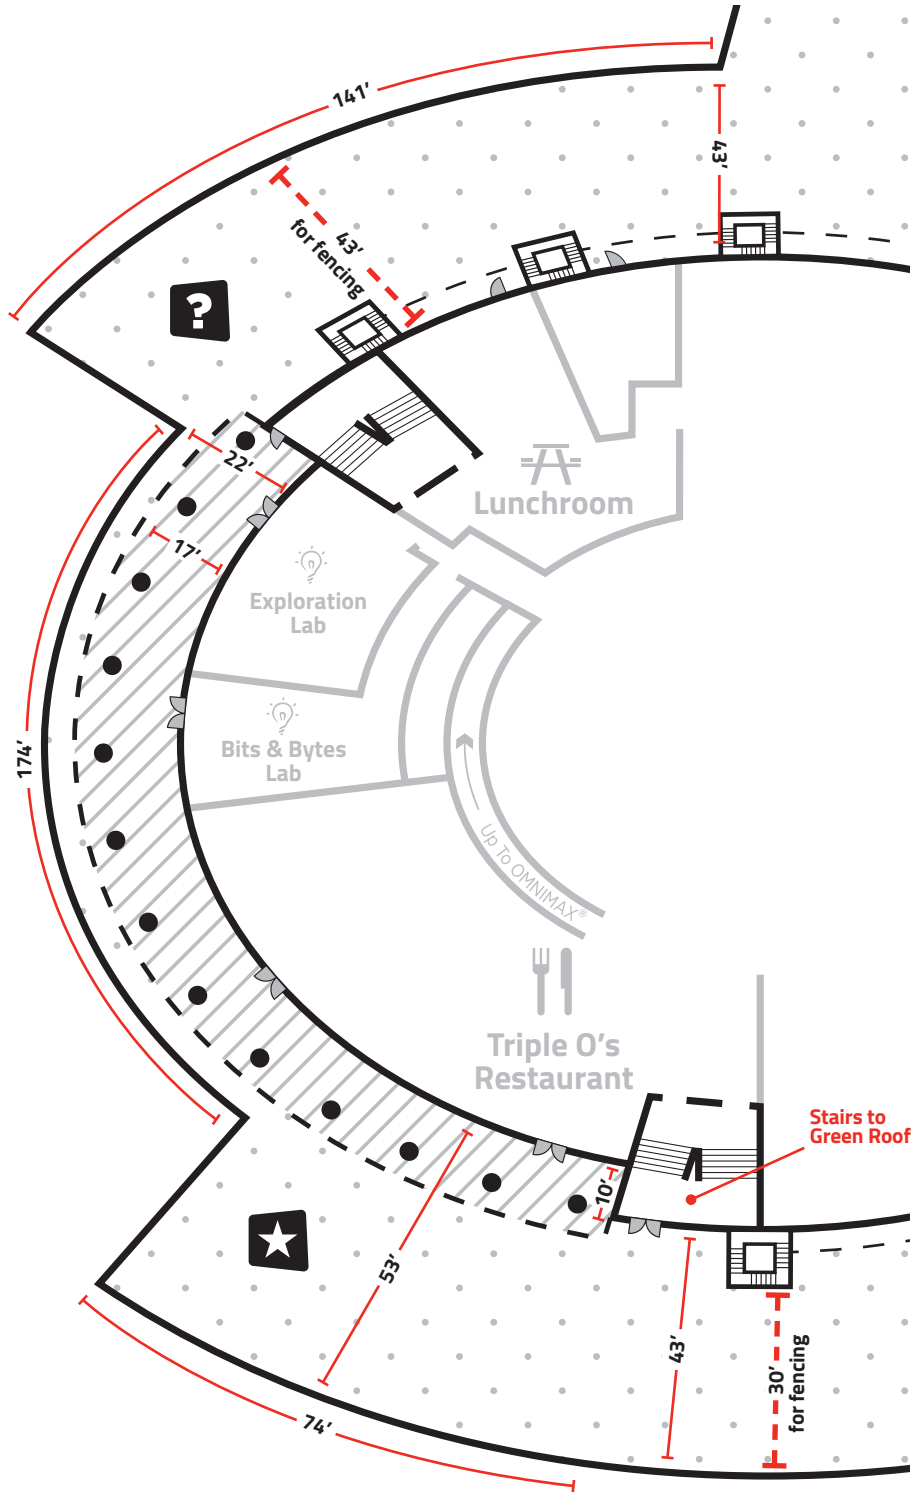 141’
43’
43’
for fencing
?
22’
17’
Lunchroom
Exploration
Lab
Bits & Bytes
Lab
174’
Up To OMNIMAX®
Triple O’s
Restaurant
Stairs to
Green Roof
10’
53’
43’
30’
for fencing
74’